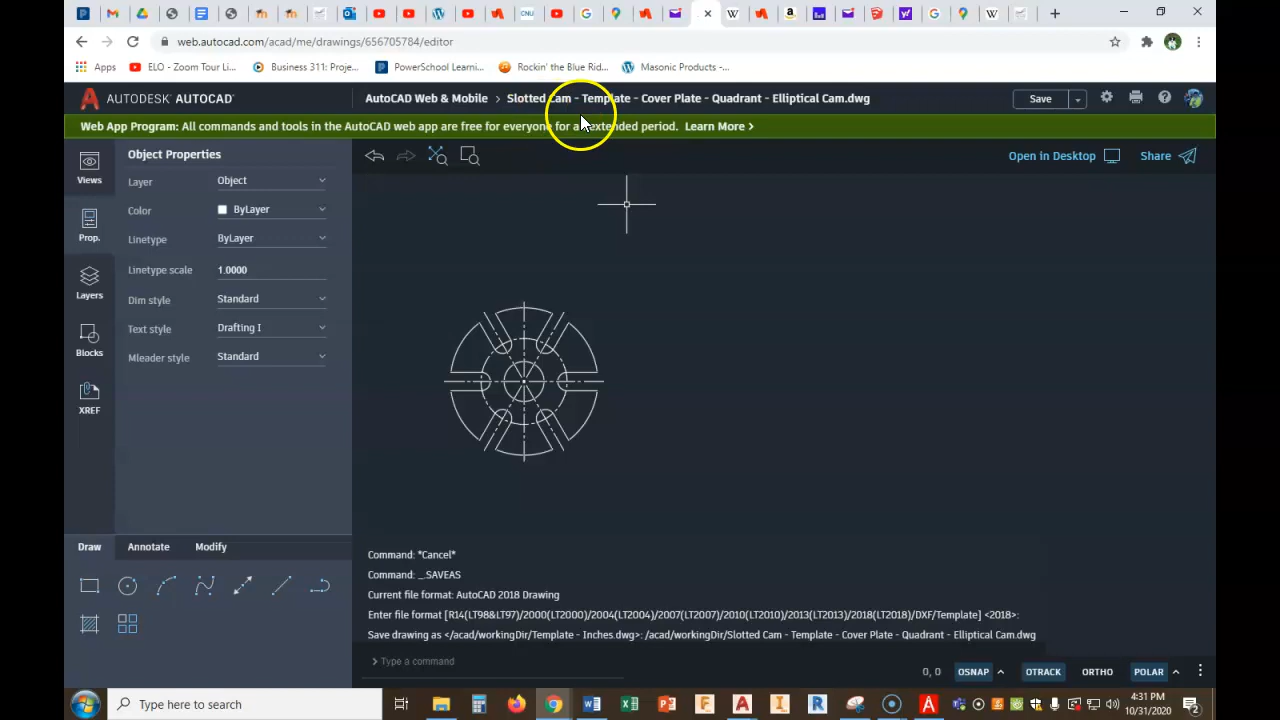 CNU
web.autocad.com/acad/me/drawings/656705784/editor
Apps
ELO - Zoom Tour Li...
Business 311: Proje...
PowerSchool Learni...
Rockin' the Blue Rid...
Masonic Products -...
AUTODESK AUTOCAD
AutoCAD Web & Mobile > Slotted Cam - Template - Cover Plate - Quadrant - Elliptical Cam.dwg
Save
Web App Program: All commands and tools in the AutoCAD web app are free for everyone for an extended period. Learn More >
Views
Object Properties
Open in Desktop
Share
Layer Object
Color ByLayer
Prop.
Linetype ByLayer
Linetype scale 1.0000
Layers
Dim style Standard
Text style Drafting I
Blocks
Mleader style Standard
XREF
Draw Annotate Modify
Command: *Cancel*
Command: _.SAVEAS
Current file format: AutoCAD 2018 Drawing
Enter file format [R14(LT98&LT97)/2000(LT2000)/2004(LT2004)/2007(LT2007)/2010(LT2010)/2013(LT2013)/2018(LT2018)/DXF/Template] <2018>:
Save drawing as </acad/workingDir/Template - Inches.dwg>: /acad/workingDir/Slotted Cam - Template - Cover Plate - Quadrant - Elliptical Cam.dwg
Type a command
0, 0 OSNAP OTRACK ORTHO POLAR
Type here to search
4:31 PM
10/31/2020